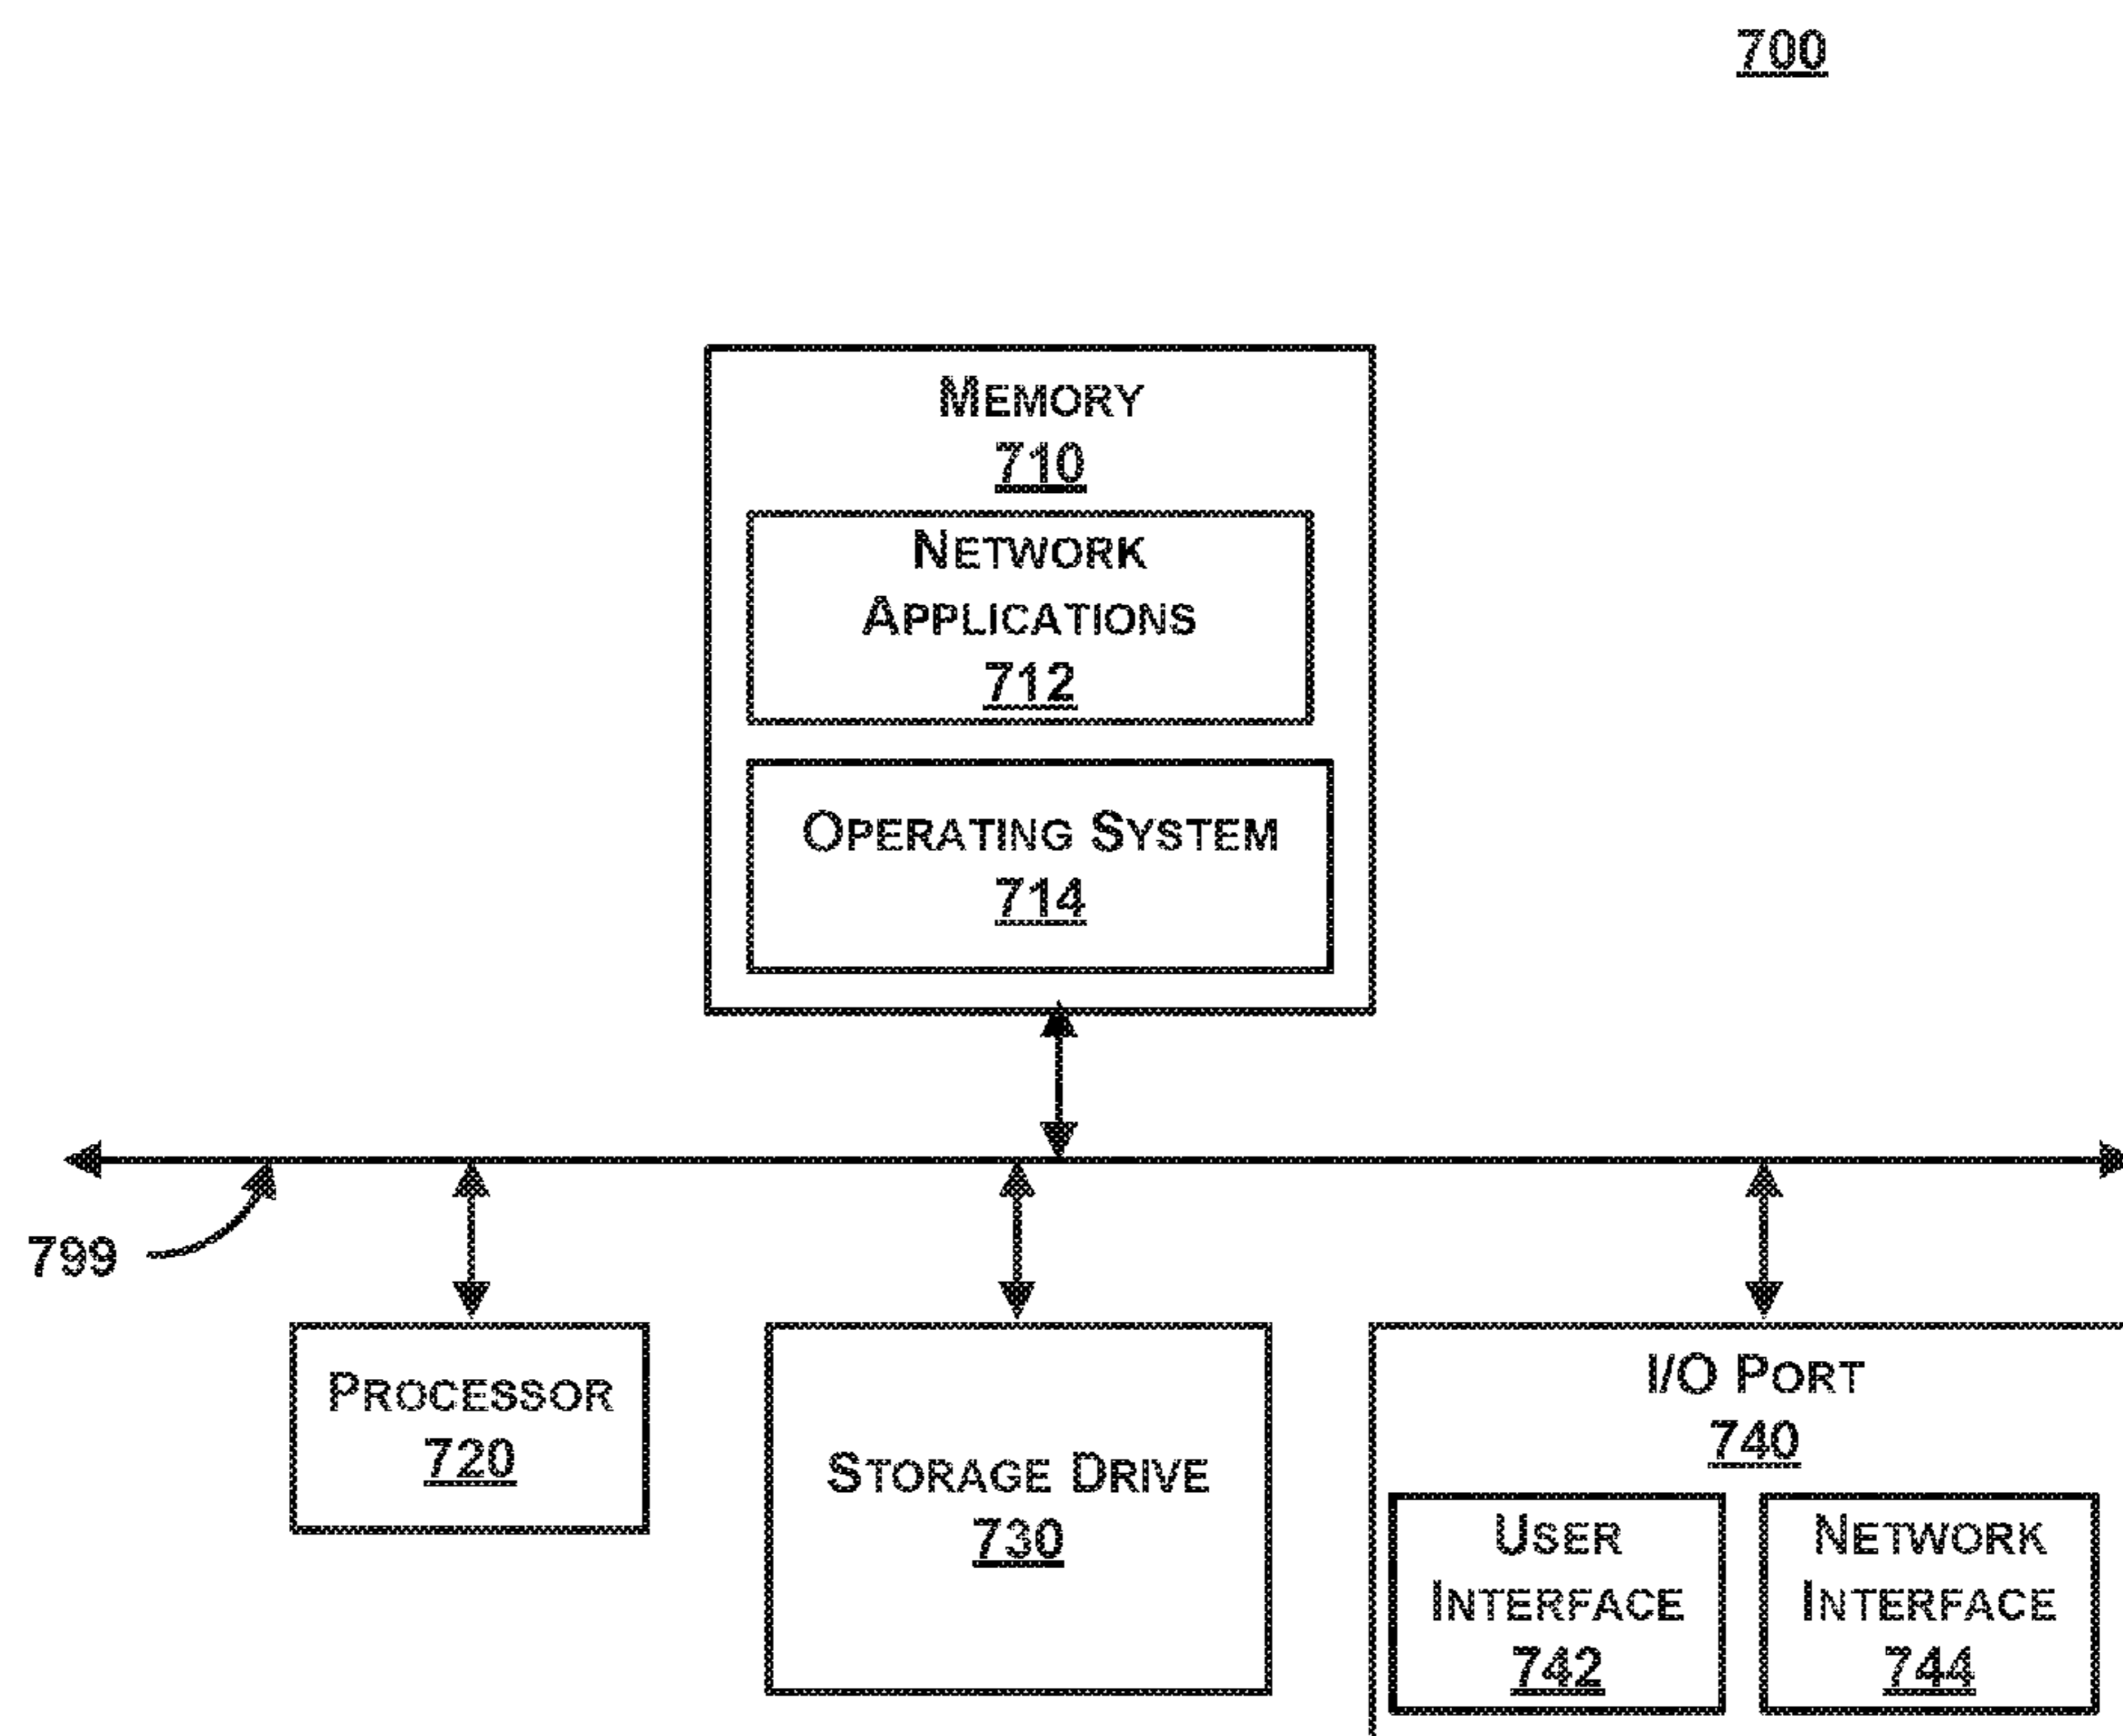 700
MEMORY
710
NETWORK
APPLICATIONS
712
OPERATING SYSTEM
714
799
PROCESSOR
720
STORAGE DRIVE
730
I/O PORT
740
USER
INTERFACE
742
NETWORK
INTERFACE
744